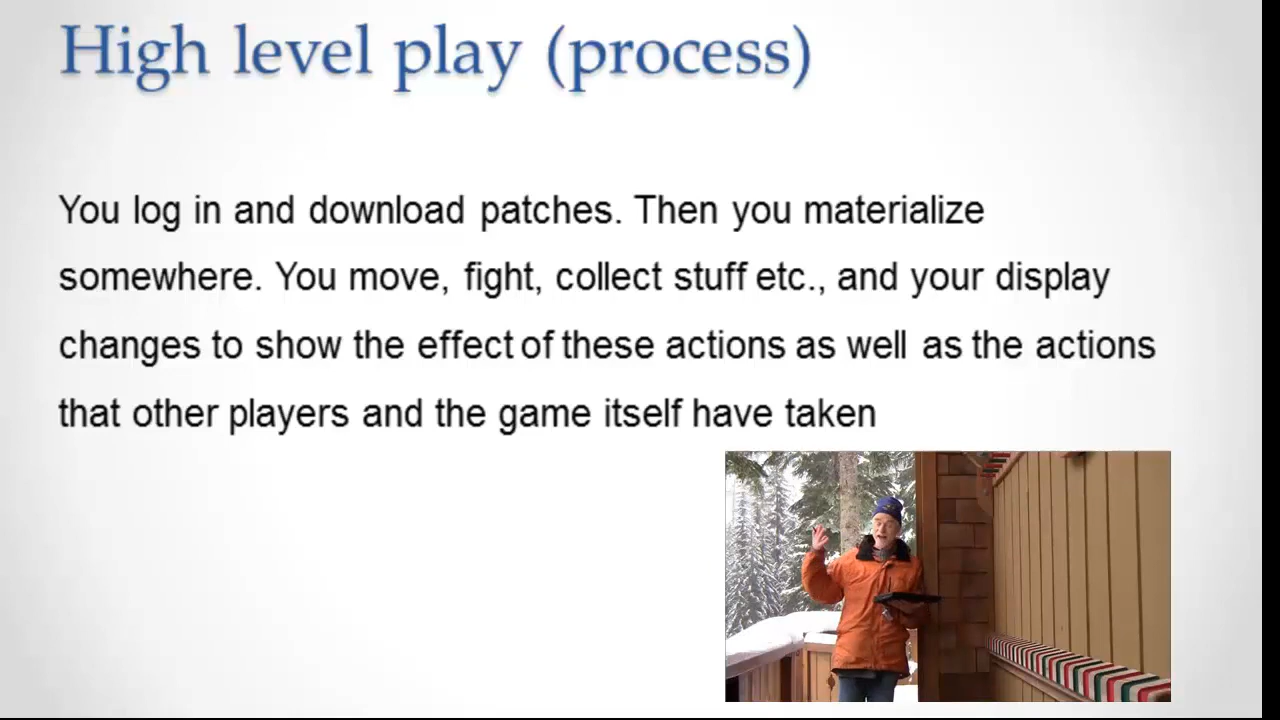 High level play (process)
You log in and download patches. Then you materialize
somewhere. You move, fight, collect stuff etc., and your display
changes to show the effect of these actions as well as the actions
that other players and the game itself have taken